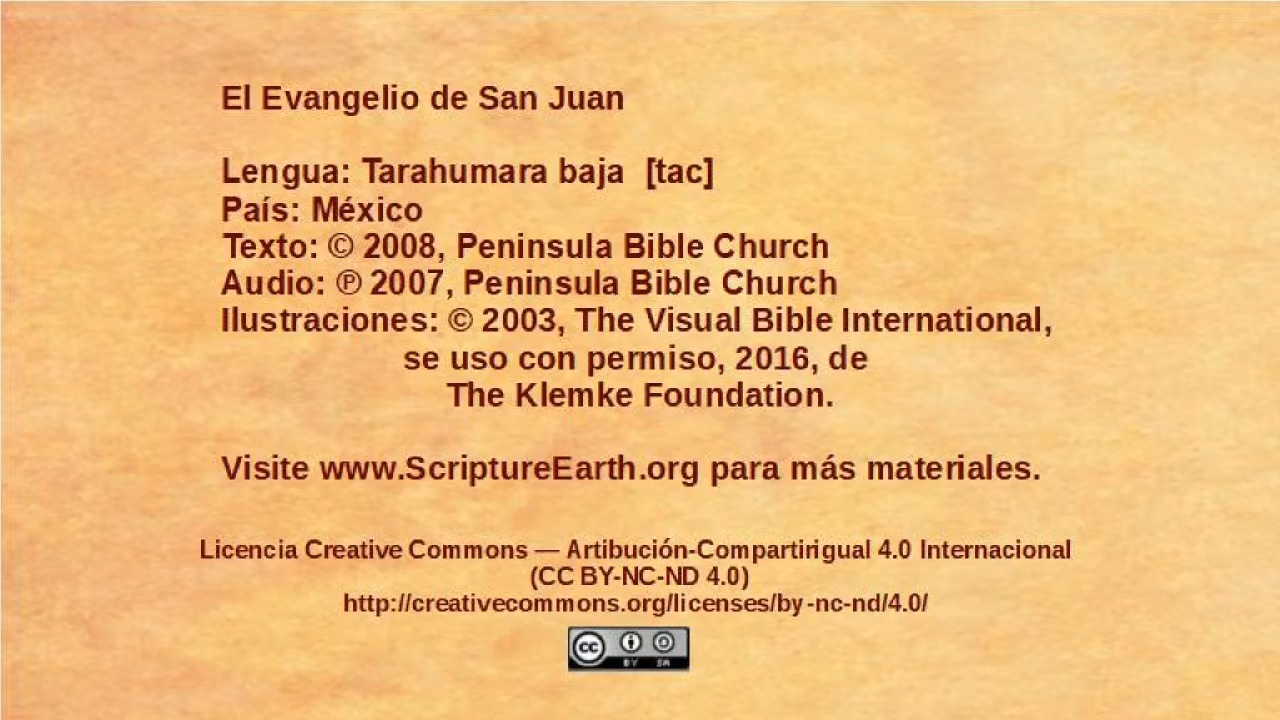 El Evangelio de San Juan
Lengua: Tarahumara baja [tac]
País: México
Texto: © 2008, Peninsula Bible Church
Audio: ℗ 2007, Peninsula Bible Church
Ilustraciones: © 2003, The Visual Bible International,
se uso con permiso, 2016, de
The Klemke Foundation.
Visite www.ScriptureEarth.org para más materiales.
Licencia Creative Commons — Artibución-Compartirigual 4.0 Internacional
(CC BY-NC-ND 4.0)
http://creativecommons.org/licenses/by-nc-nd/4.0/
cc BY SA